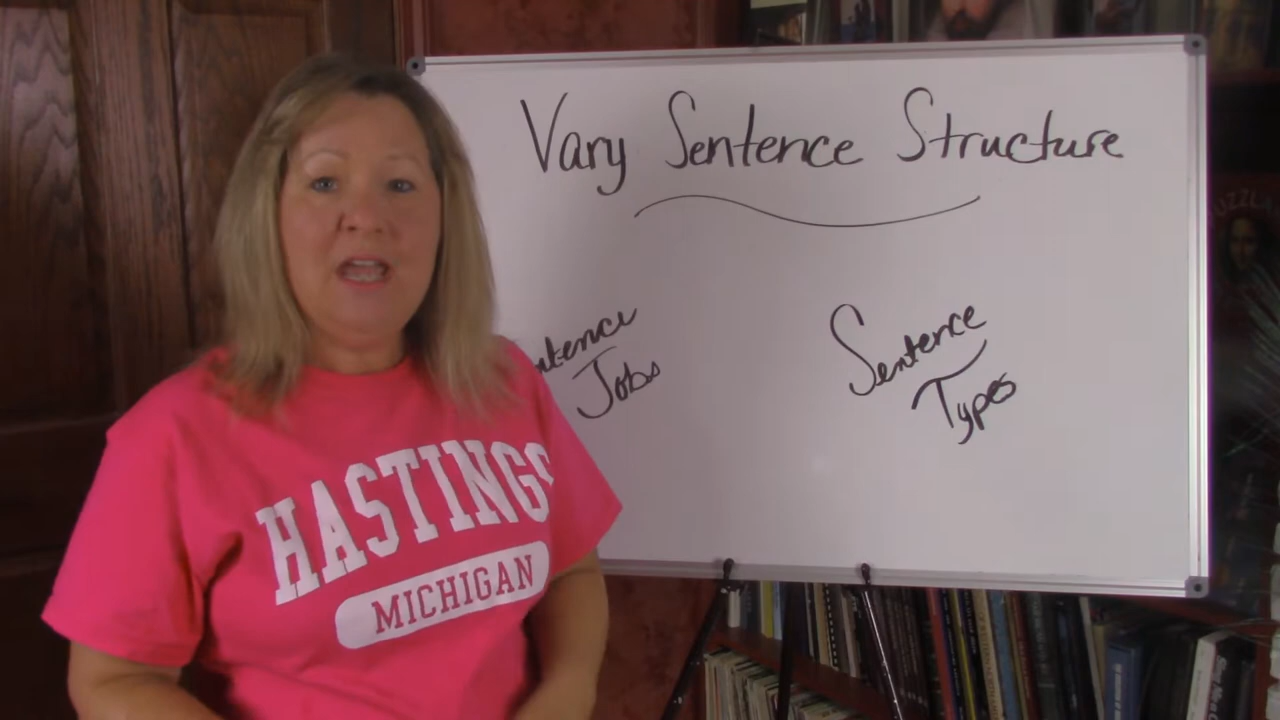 Vary Sentence Structure
Jobs
Sentence
Types
HASTINGS
MICHIGAN